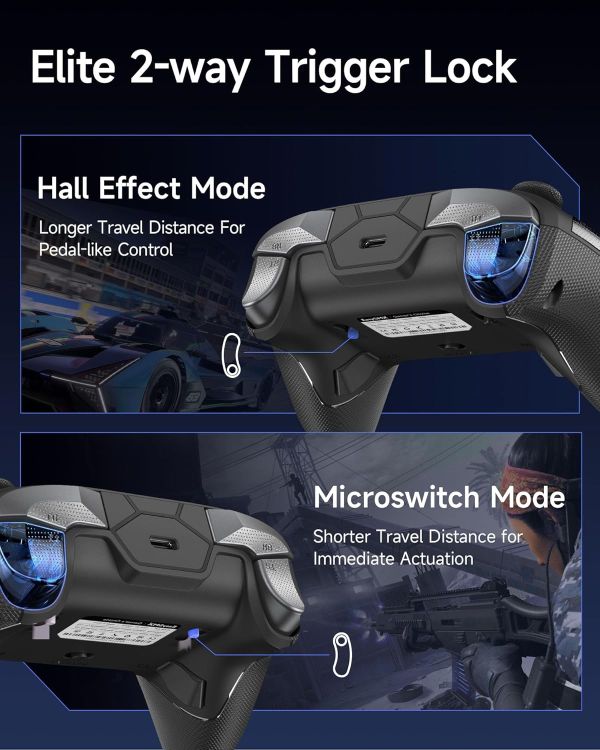 Elite 2-way Trigger Lock
Hall Effect Mode
Longer Travel Distance For
Pedal-like Control
Microswitch Mode
Shorter Travel Distance for
Immediate Actuation